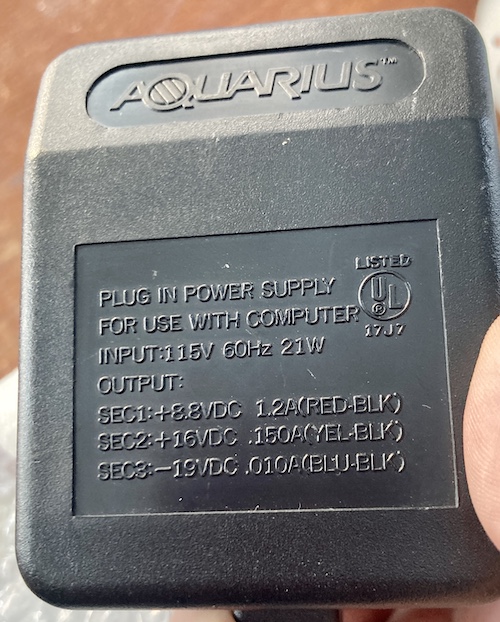 AQUARIUS™
LISTED
UL
®
17J7
PLUG IN POWER SUPPLY
FOR USE WITH COMPUTER
INPUT:115V 60Hz 21W
OUTPUT:
SEC1:+8.8VDC 1.2A(RED-BLK)
SEC2:+16VDC .150A(YEL-BLK)
SEC3:-19VDC .010A(BLU-BLK)